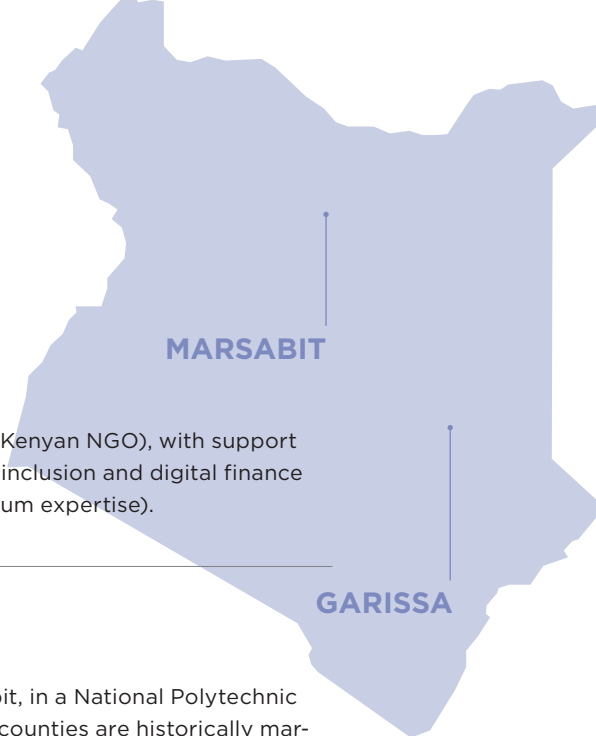 MARSABIT
Kenyan NGO), with support
inclusion and digital finance
um expertise).
GARISSA
it, in a National Polytechnic
counties are historically mar-